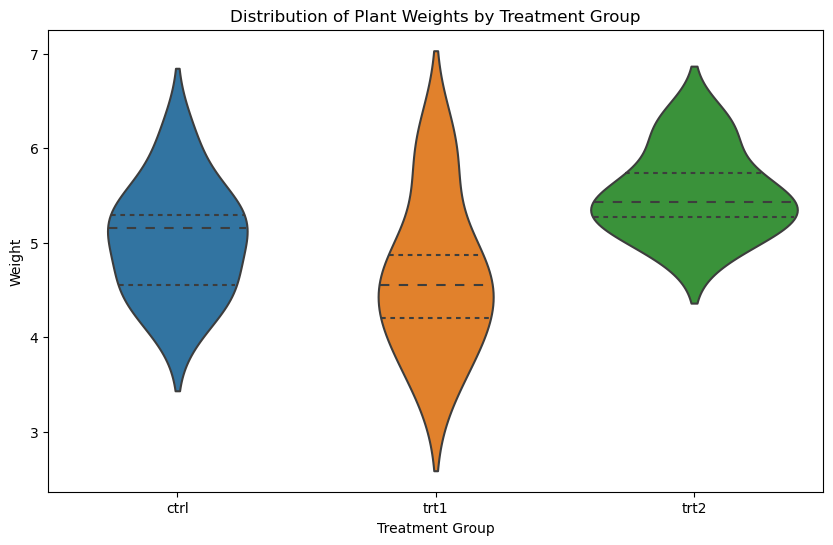 Distribution of Plant Weights by Treatment Group
7
6
5
4
3
Weight
ctrl
trt1
trt2
Treatment Group